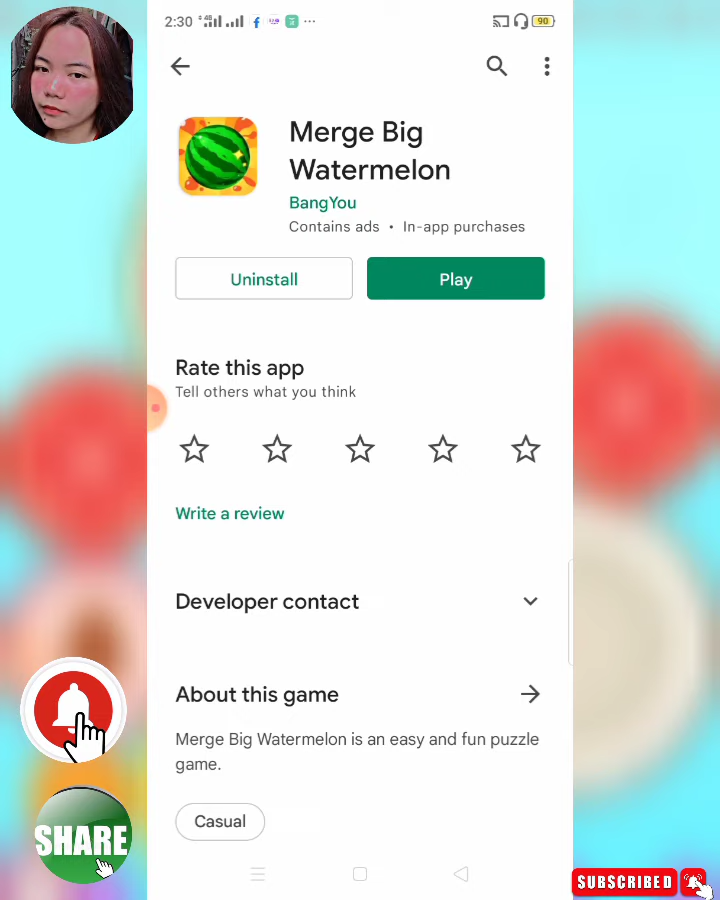 2:30
90
Merge Big
Watermelon
BangYou
Contains ads • In-app purchases
Uninstall
Play
Rate this app
Tell others what you think
Write a review
Developer contact
About this game
Merge Big Watermelon is an easy and fun puzzle
game.
Casual
SHARE
SUBSCRIBED